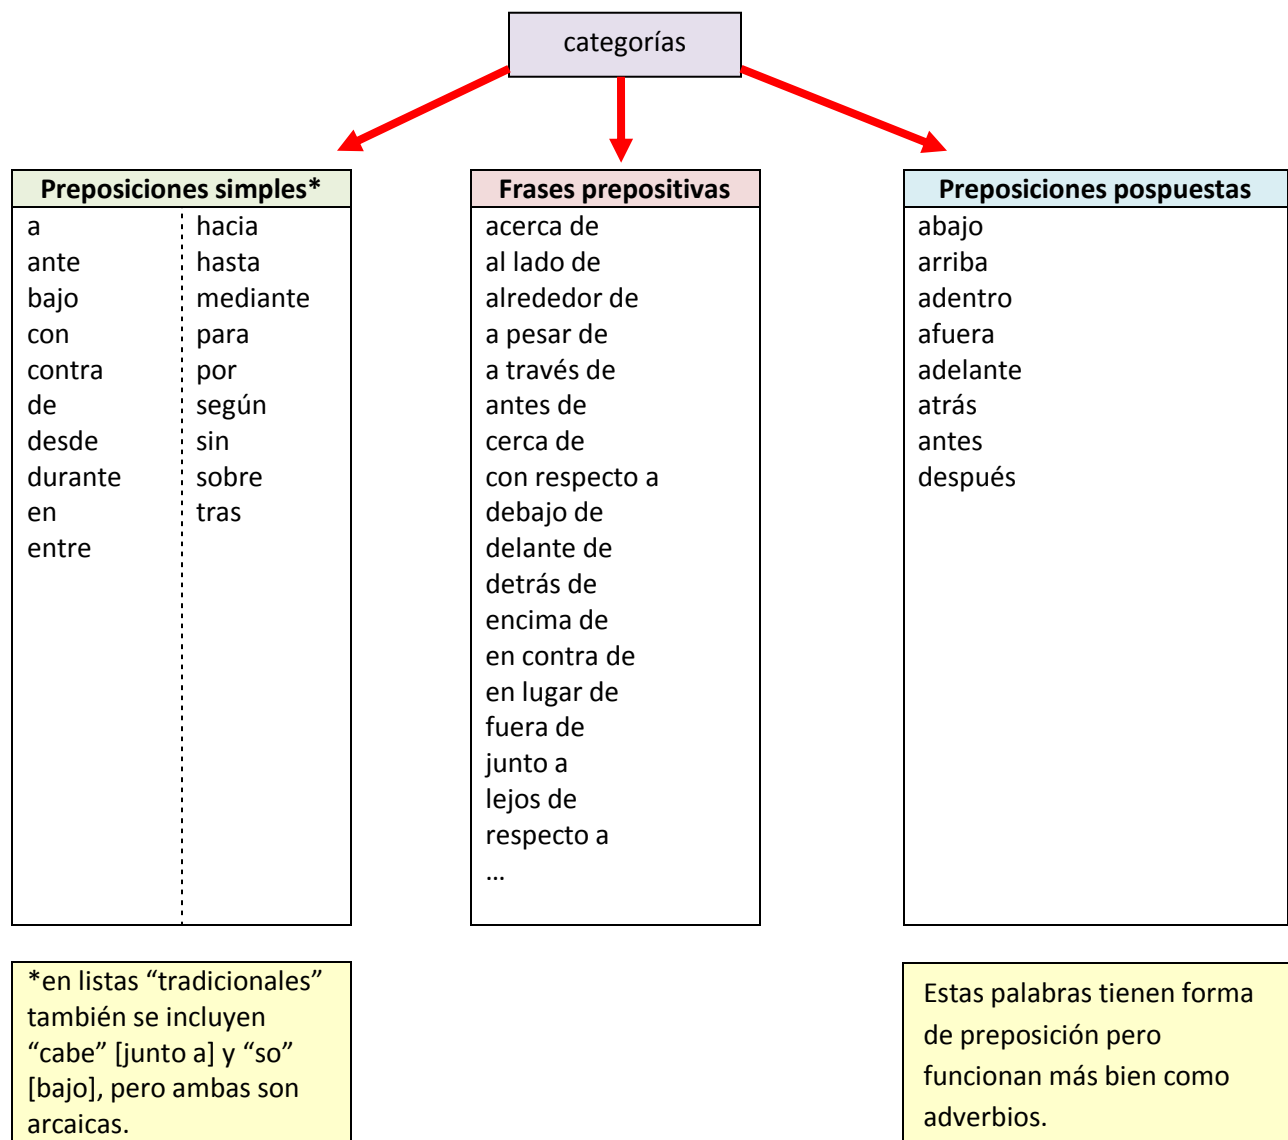 categorías
Preposiciones simples*
a
ante
bajo
con
contra
de
desde
durante
en
entre
hacia
hasta
mediante
para
por
según
sin
sobre
tras
Frases prepositivas
acerca de
al lado de
alrededor de
a pesar de
a través de
antes de
cerca de
con respecto a
debajo de
delante de
detrás de
encima de
en contra de
en lugar de
fuera de
junto a
lejos de
respecto a
...
Preposiciones pospuestas
abajo
arriba
adentro
afuera
adelante
atrás
antes
después
*en listas “tradicionales”
también se incluyen
“cabe” [junto a] y “so”
[bajo], pero ambas son
arcaicas.
Estas palabras tienen forma
de preposición pero
funcionan más bien como
adverbios.